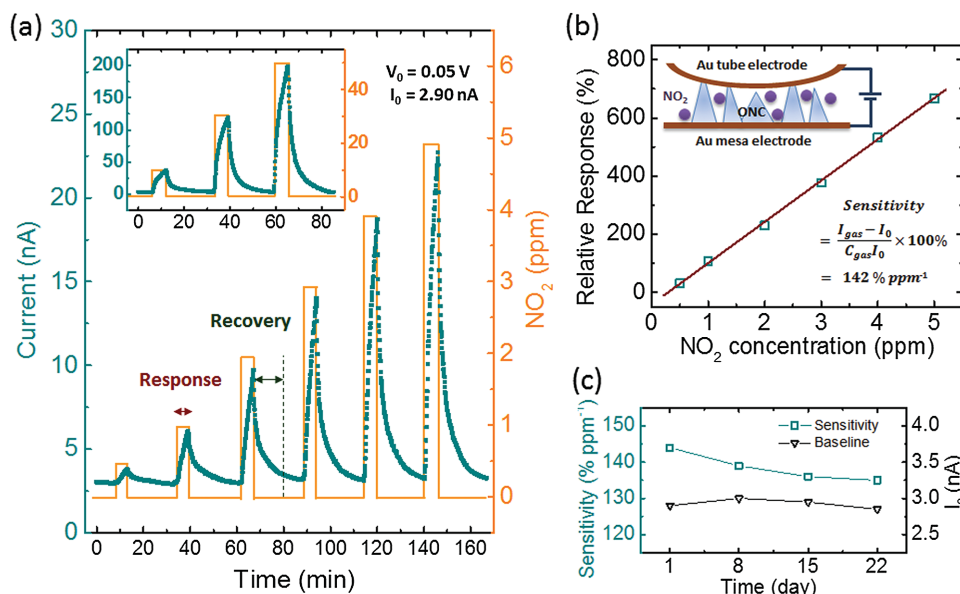 (a)
30
25
20
15
10
5
0
Current (nA)
0 20 40 60 80 100 120 140 160
Time (min)
6
5
4
3
2
1
0
NO₂ (ppm)
200
150
100
50
0
0 20 40 60 80
40
20
0
V₀ = 0.05 V
I₀ = 2.90 nA
Response
Recovery
(b)
800
600
400
200
0
Relative Response (%)
0 1 2 3 4 5
NO₂ concentration (ppm)
Au tube electrode
NO₂
ONC
Au mesa electrode
Sensitivity
= (I_gas − I₀)/(C_gas I₀) × 100%
= 142 % ppm⁻¹
(c)
150
140
130
120
Sensitivity (% ppm⁻¹)
Sensitivity
Baseline
4.0
3.5
3.0
2.5
I₀ (nA)
1 8 15 22
Time (day)